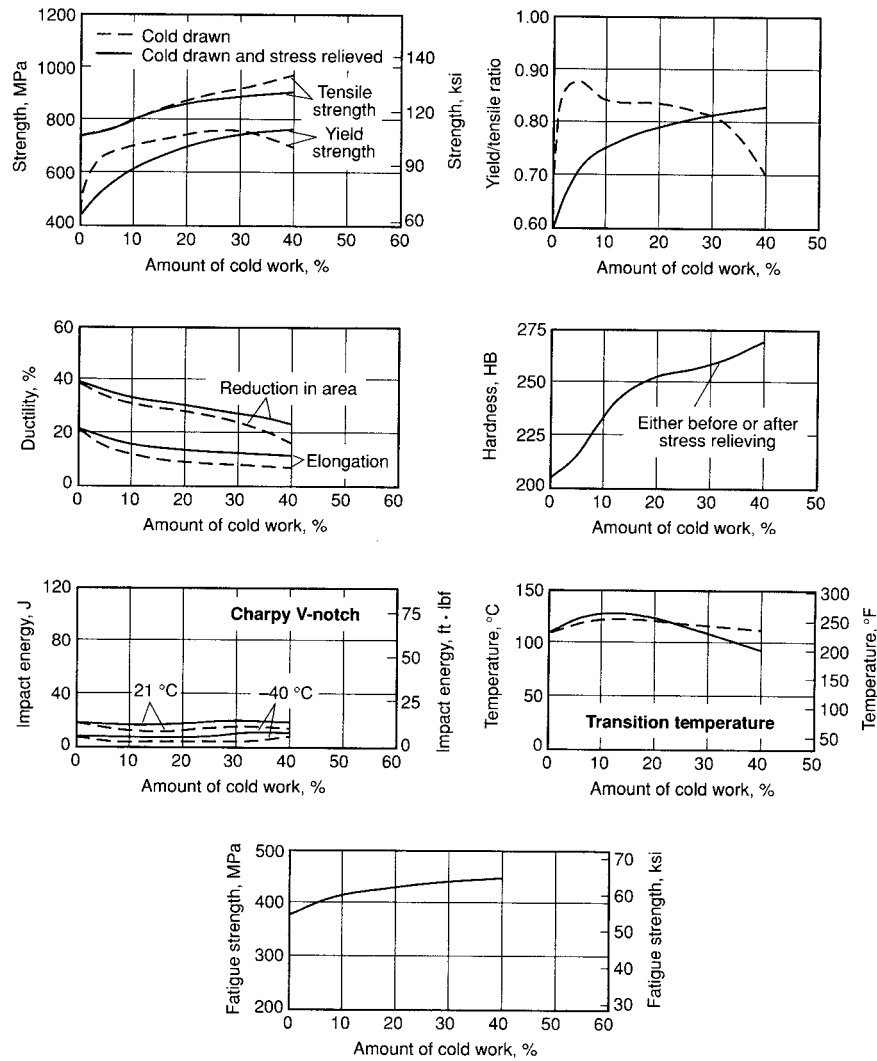 1200
1000
800
600
400
Strength, MPa
Cold drawn
Cold drawn and stress relieved
Tensile
strength
Yield
strength
140
120
90
60
Strength, ksi
0 10 20 30 40 50 60
Amount of cold work, %
1.00
0.90
0.80
0.70
0.60
Yield/tensile ratio
0 10 20 30 40 50
Amount of cold work, %
60
40
20
0
Ductility, %
Reduction in area
Elongation
0 10 20 30 40 50 60
Amount of cold work, %
275
250
225
200
Hardness, HB
Either before or after
stress relieving
0 10 20 30 40 50
Amount of cold work, %
120
80
40
20
0
Impact energy, J
Charpy V-notch
21 °C
–40 °C
75
50
25
0
Impact energy, ft · lbf
0 10 20 30 40 50 60
Amount of cold work, %
150
100
50
0
Temperature, °C
Transition temperature
300
250
200
150
100
50
Temperature, °F
0 10 20 30 40 50
Amount of cold work, %
500
400
300
200
Fatigue strength, MPa
70
60
50
40
30
Fatigue strength, ksi
0 10 20 30 40 50 60
Amount of cold work, %